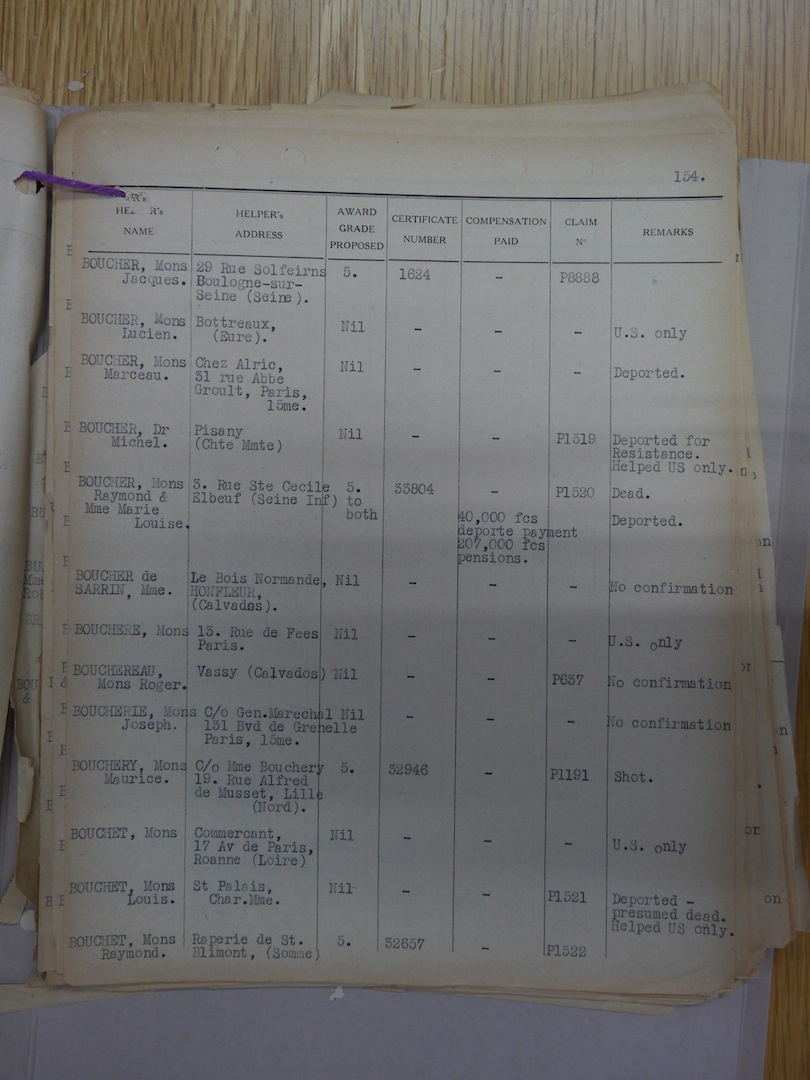 154.
HELPER's
NAME
HELPER's
ADDRESS
AWARD
GRADE
PROPOSED
CERTIFICATE
NUMBER
COMPENSATION
PAID
CLAIM
Nº
REMARKS
BOUCHER, Mons 29 Rue Solfeirns 5. 1624 - P8888
Jacques. Boulogne-sur-
Seine (Seine).
BOUCHER, Mons Bottreaux, Nil - - - U.S. only
Lucien. (Eure).
BOUCHER, Mons Chez Alric, Nil - - - Deported.
Marceau. 31 rue Abbe
Groult, Paris,
15me.
BOUCHER, Dr Pisany Nil - - P1519 Deported for
Michel. (Chte Mmte) Resistance.
Helped US only.
BOUCHER, Mons 3. Rue Ste Cecile 5. 33804 - P1520 Dead.
Raymond & Elbeuf (Seine Inf) to
Mme Marie both 40,000 fcs Deported.
Louise. deporte payment
207,000 fcs
pensions.
BOUCHER de Le Bois Normande, Nil - - - No confirmation
SARRIN, Mme. HONFLEUR,
(Calvados).
BOUCHERE, Mons 13. Rue de Fees Nil - - - U.S. only
Paris.
BOUCHEREAU, Vassy (Calvados) Nil - - P637 No confirmation
Mons Roger.
BOUCHERIE, Mons C/o Gen.Marechal Nil - - - No confirmation
Joseph. 131 Bvd de Grenelle
Paris, 15me.
BOUCHERY, Mons C/o Mme Bouchery 5. 32946 - P1191 Shot.
Maurice. 19. Rue Alfred
de Musset, Lille
(Nord).
BOUCHET, Mons Commercant, Nil - - - U.S. only
17 Av de Paris,
Roanne (Loire)
BOUCHET, Mons St Palais, Nil - - P1521 Deported -
Louis. Char.Mme. presumed dead.
Helped US only.
BOUCHET, Mons Raperie de St. 5. 32657 - P1522
Raymond. Blimont, (Somme)